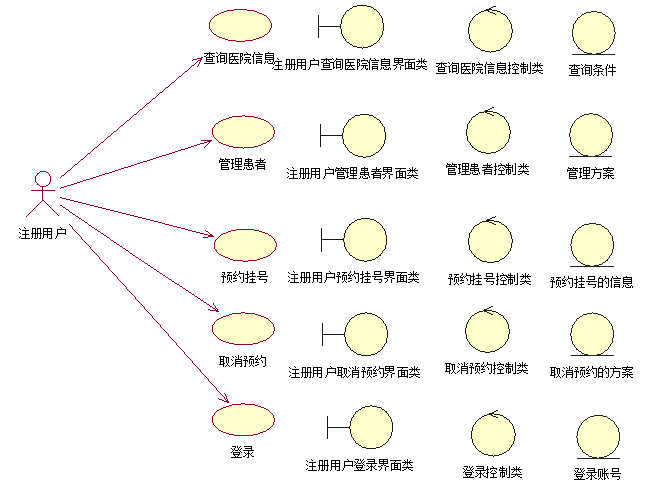 查询医院信息 注册用户查询医院信息界面类 查询医院信息控制类 查询条件
管理患者 注册用户管理患者界面类 管理患者控制类 管理方案
注册用户
预约挂号 注册用户预约挂号界面类 预约挂号控制类 预约挂号的信息
取消预约 注册用户取消预约界面类 取消预约控制类 取消预约的方案
登录 注册用户登录界面类 登录控制类 登录账号